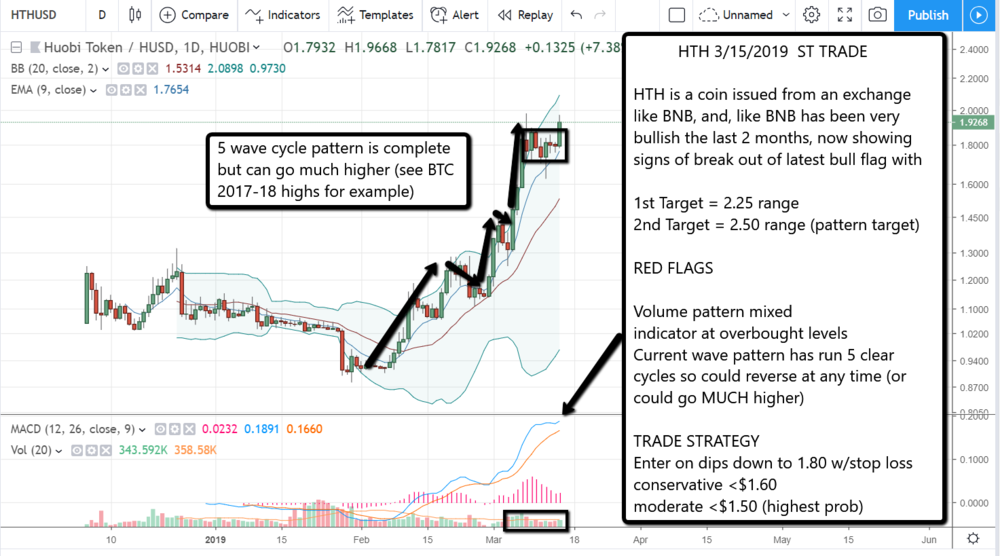 HTHUSD D Compare Indicators Templates Alert Replay Unnamed Publish
Huobi Token / HUSD, 1D, HUOBI O1.7932 H1.9668 L1.7817 C1.9268 +0.1325 (+7.38
BB (20, close, 2) 1.5314 2.0898 0.9730
EMA (9, close) 1.7654
5 wave cycle pattern is complete
but can go much higher (see BTC
2017-18 highs for example)
HTH 3/15/2019 ST TRADE
HTH is a coin issued from an exchange
like BNB, and, like BNB has been very
bullish the last 2 months, now showing
signs of break out of latest bull flag with
1st Target = 2.25 range
2nd Target = 2.50 range (pattern target)
RED FLAGS
Volume pattern mixed
indicator at overbought levels
Current wave pattern has run 5 clear
cycles so could reverse at any time (or
could go MUCH higher)
TRADE STRATEGY
Enter on dips down to 1.80 w/stop loss
conservative <$1.60
moderate <$1.50 (highest prob)
2.4000
2.2000
2.0000
1.9268
1.8000
1.6000
1.4500
1.3000
1.2000
1.1000
1.0200
0.9400
0.8700
MACD (12, 26, close, 9) 0.0232 0.1891 0.1660
Vol (20) 343.592K 358.58K
0.1000
0.0000
10 2019 15 Feb 15 Mar 18 Apr 15 May Jun